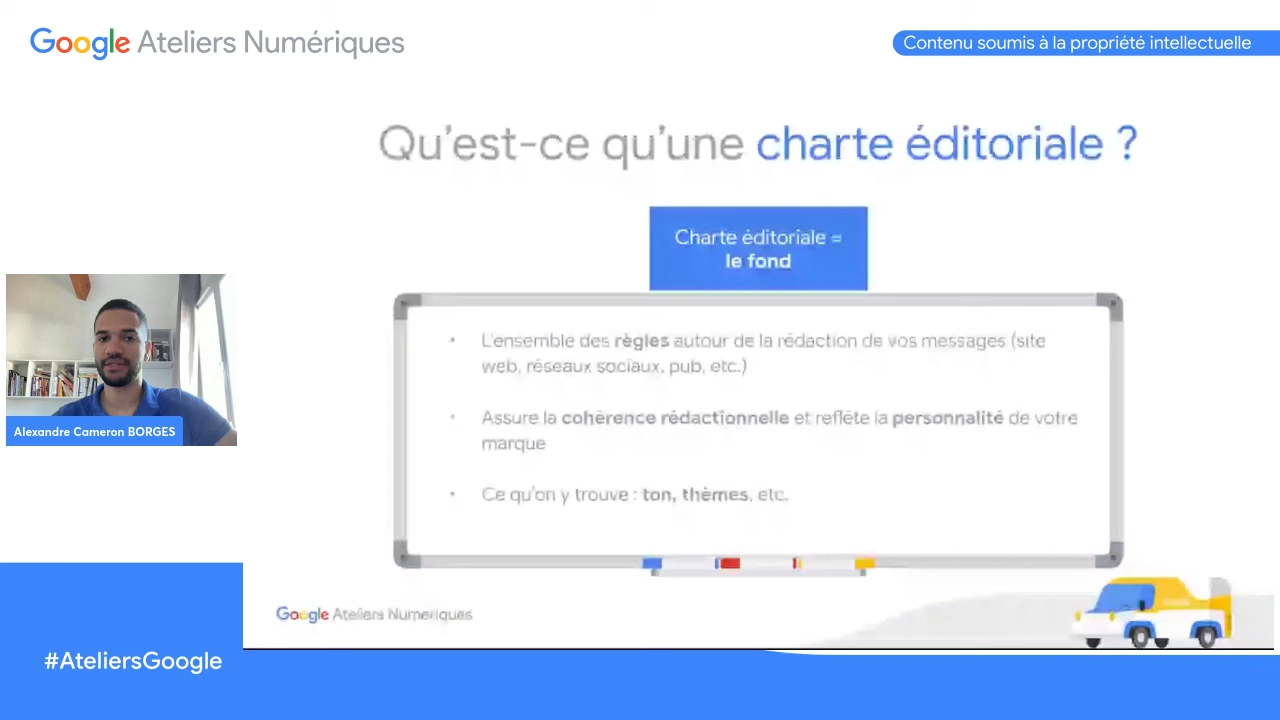 Google Ateliers Numériques
Contenu soumis à la propriété intellectuelle
Qu'est-ce qu'une charte éditoriale ?
Charte éditoriale =
le fond
• L'ensemble des règles autour de la rédaction de vos messages (site
web, réseaux sociaux, pub, etc.)
• Assure la cohérence rédactionnelle et reflète la personnalité de votre
marque
• Ce qu'on y trouve : ton, thèmes, etc.
Alexandre Cameron BORGES
Google Ateliers Numériques
#AteliersGoogle